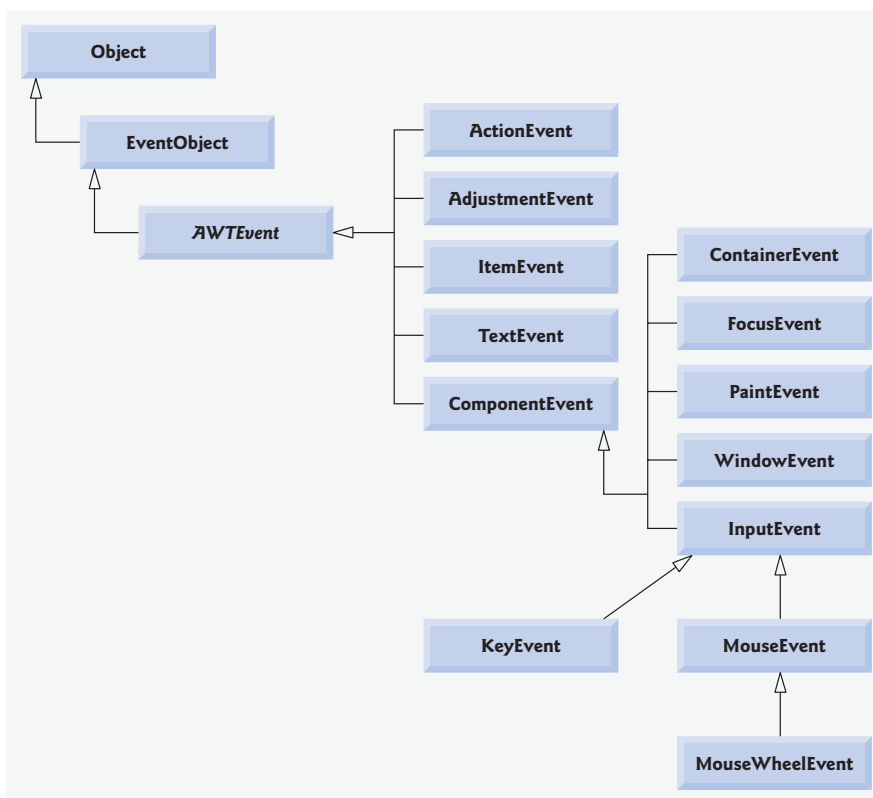 Object
EventObject
AWTEvent
ActionEvent
AdjustmentEvent
ItemEvent
TextEvent
ComponentEvent
ContainerEvent
FocusEvent
PaintEvent
WindowEvent
InputEvent
KeyEvent
MouseEvent
MouseWheelEvent